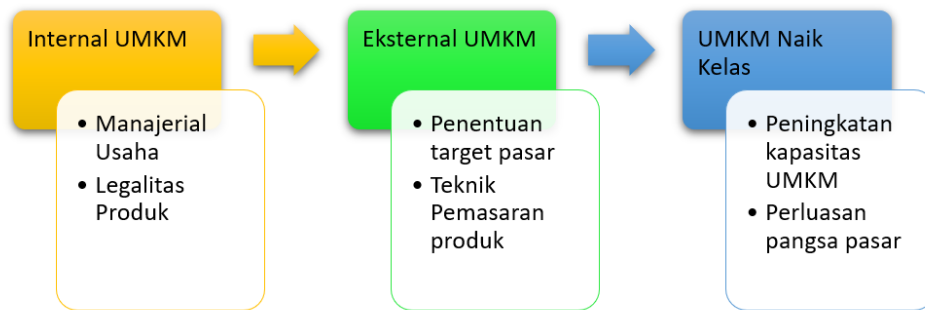 Internal UMKM
• Manajerial
Usaha
• Legalitas
Produk
Eksternal UMKM
• Penentuan
target pasar
• Teknik
Pemasaran
produk
UMKM Naik
Kelas
• Peningkatan
kapasitas
UMKM
• Perluasan
pangsa pasar